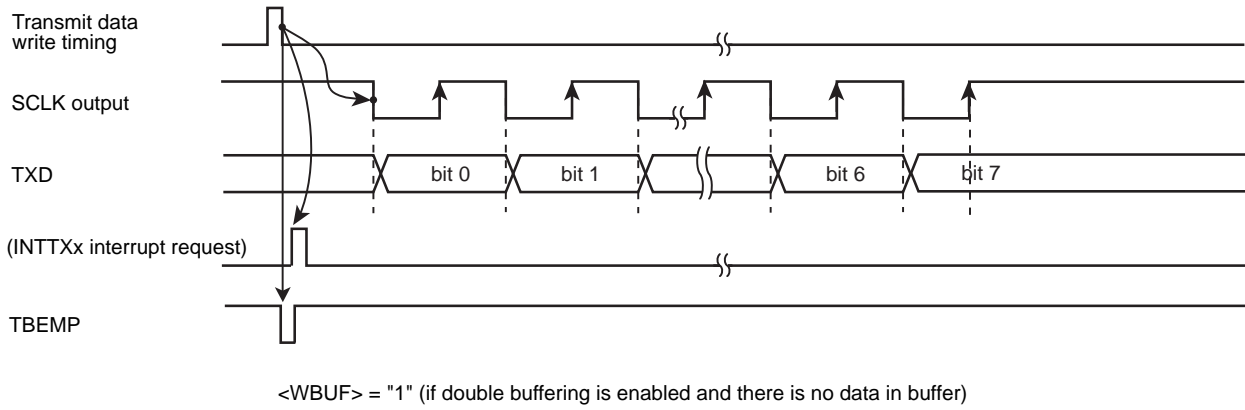 Transmit data
write timing
SCLK output
TXD
bit 0
bit 1
bit 6
bit 7
(INTTXx interrupt request)
TBEMP
<WBUF> = "1" (if double buffering is enabled and there is no data in buffer)